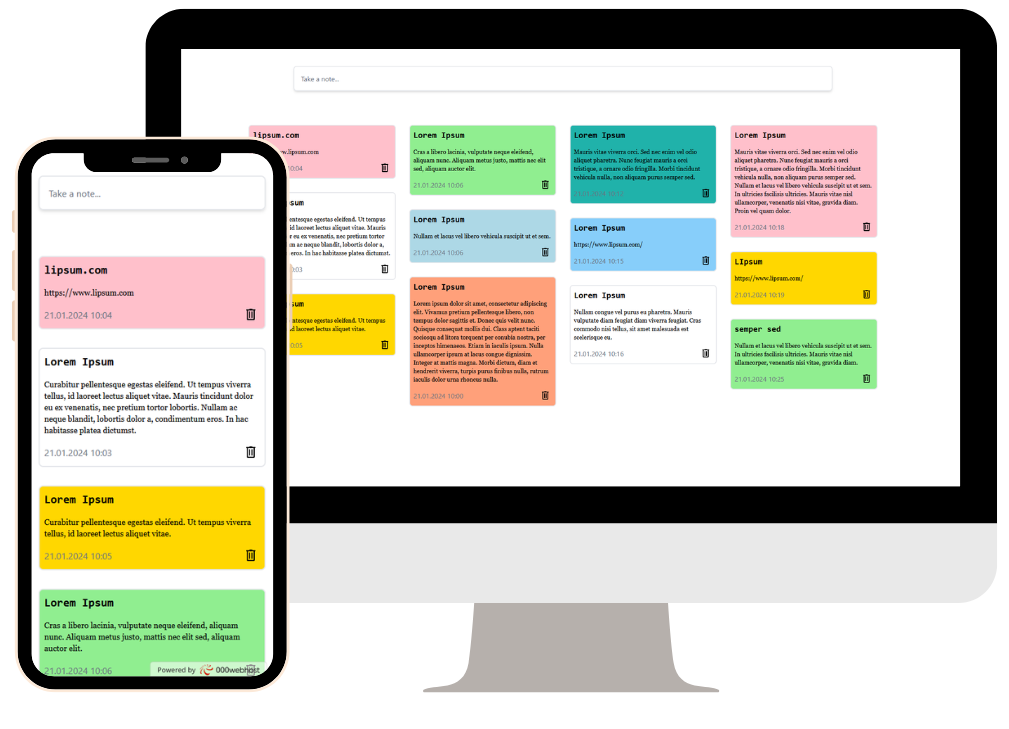 Take a note...
lipsum.com
https://www.lipsum.com
21.01.2024 10:04
Lorem Ipsum
Curabitur pellentesque egestas eleifend. Ut tempus viverra
tellus, id laoreet lectus aliquet vitae. Mauris tincidunt dolor
eu ex venenatis, nec pretium tortor lobortis. Nullam ac
neque blandit, lobortis dolor a, condimentum eros. In hac
habitasse platea dictumst.
21.01.2024 10:03
Lorem Ipsum
Curabitur pellentesque egestas eleifend. Ut tempus viverra
tellus, id laoreet lectus aliquet vitae.
21.01.2024 10:05
Lorem Ipsum
Cras a libero lacinia, vulputate neque eleifend, aliquam
nunc. Aliquam metus justo, mattis nec elit sed, aliquam
auctor elit.
21.01.2024 10:06
Powered by 000webhost
Take a note...
lipsum.com
.lipsum.com
10:04
sum
entesque egestas eleifend. Ut tempus
id laoreet lectus aliquet vitae. Mauris
r eu ex venenatis, nec pretium tortor
am ac neque blandit, lobortis dolor a,
eros. In hac habitasse platea dictumst.
0:03
sum
entesque egestas eleifend. Ut tempus
id laoreet lectus aliquet vitae.
0:05
Lorem Ipsum
Cras a libero lacinia, vulputate neque eleifend,
aliquam nunc. Aliquam metus justo, mattis nec elit
sed, aliquam auctor elit.
21.01.2024 10:06
Lorem Ipsum
Nullam et lacus vel libero vehicula suscipit ut et sem.
21.01.2024 10:06
Lorem Ipsum
Lorem ipsum dolor sit amet, consectetur adipiscing
elit. Vivamus pretium pellentesque libero, non
tempus dolor sagittis et. Donec quis velit nunc.
Quisque consequat mollis dui. Class aptent taciti
sociosqu ad litora torquent per conubia nostra, per
inceptos himenaeos. Etiam in iaculis ipsum. Nulla
ullamcorper ipsum at lacus congue dignissim.
Integer at mattis magna. Morbi dictum, diam et
hendrerit viverra, turpis purus finibus nulla, rutrum
iaculis dolor urna rhoncus nulla.
21.01.2024 10:00
Lorem Ipsum
Mauris vitae viverra orci. Sed nec enim vel odio
aliquet pharetra. Nunc feugiat mauris a orci
tristique, a ornare odio fringilla. Morbi tincidunt
vehicula nulla, non aliquam purus semper sed.
Lorem Ipsum
https://www.lipsum.com/
21.01.2024 10:15
Lorem Ipsum
Nullam congue vel purus eu pharetra. Mauris
vulputate diam feugiat diam viverra feugiat. Cras
commodo nisi tellus, sit amet malesuada est
scelerisque eu.
21.01.2024 10:16
Lorem Ipsum
Mauris vitae viverra orci. Sed nec enim vel odio
aliquet pharetra. Nunc feugiat mauris a orci
tristique, a ornare odio fringilla. Morbi tincidunt
vehicula nulla, non aliquam purus semper sed.
Nullam et lacus vel libero vehicula suscipit ut et sem.
In ultricies facilisis ultricies. Mauris vitae nisl
ullamcorper, venenatis nisi vitae, gravida diam.
Proin vel quam dolor.
21.01.2024 10:18
LIpsum
https://www.lipsum.com/
21.01.2024 10:19
semper sed
Nullam et lacus vel libero vehicula suscipit ut et sem.
In ultricies facilisis ultricies. Mauris vitae nisl
ullamcorper, venenatis nisi vitae, gravida diam.
21.01.2024 10:25